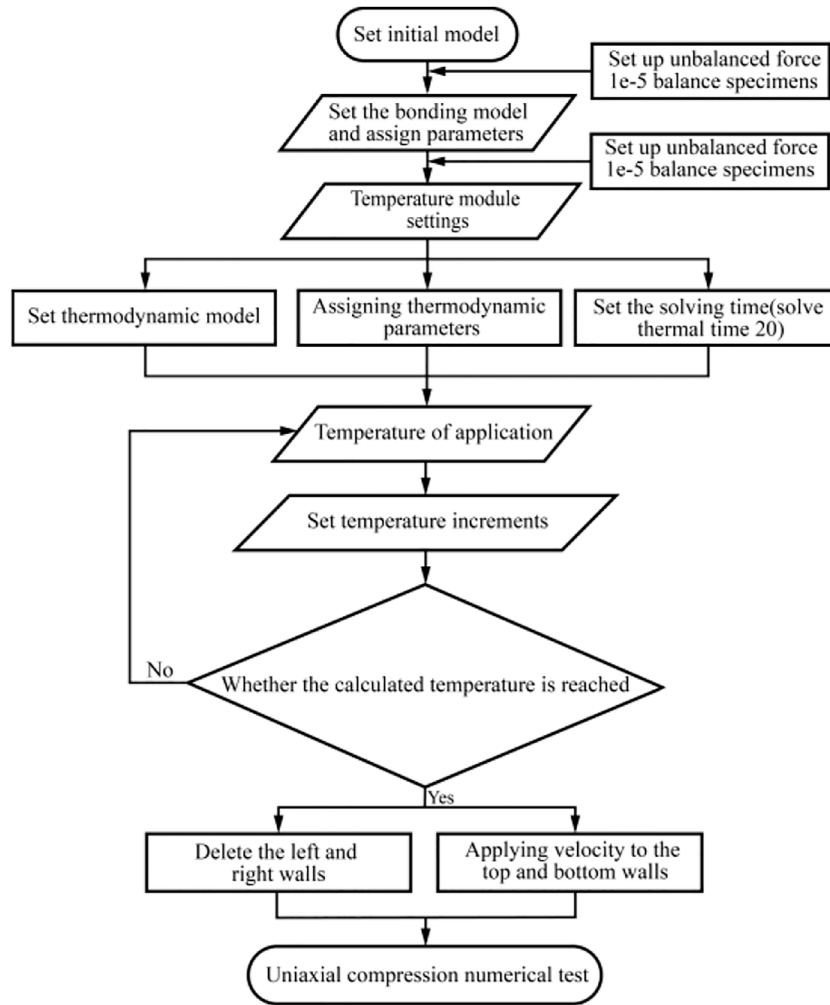 Set initial model
Set up unbalanced force
1e-5 balance specimens
Set the bonding model
and assign parameters
Set up unbalanced force
1e-5 balance specimens
Temperature module
settings
Set thermodynamic model
Assigning thermodynamic
parameters
Set the solving time(solve
thermal time 20)
Temperature of application
Set temperature increments
No
Whether the calculated temperature is reached
Yes
Delete the left and
right walls
Applying velocity to the
top and bottom walls
Uniaxial compression numerical test